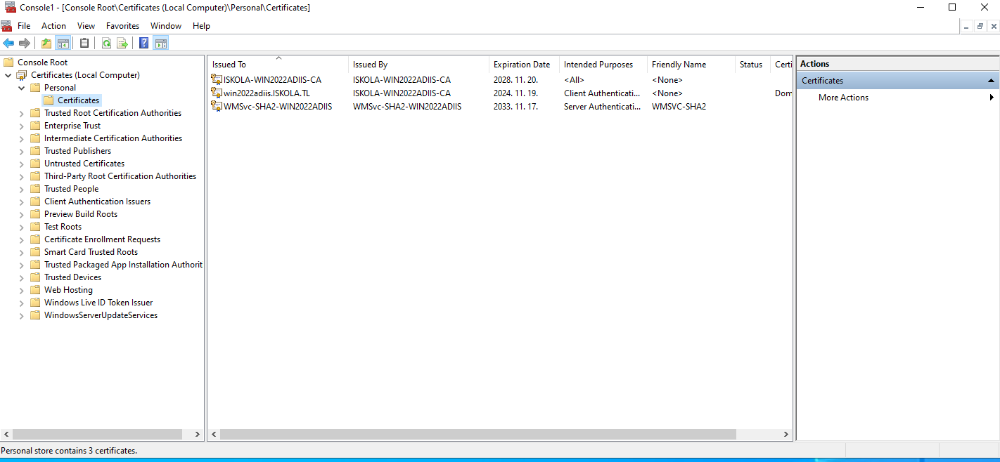 Console1 - [Console Root\Certificates (Local Computer)\Personal\Certificates]
File Action View Favorites Window Help
Console Root
Certificates (Local Computer)
Personal
Certificates
Trusted Root Certification Authorities
Enterprise Trust
Intermediate Certification Authorities
Trusted Publishers
Untrusted Certificates
Third-Party Root Certification Authorities
Trusted People
Client Authentication Issuers
Preview Build Roots
Test Roots
Certificate Enrollment Requests
Smart Card Trusted Roots
Trusted Packaged App Installation Authorit
Trusted Devices
Web Hosting
Windows Live ID Token Issuer
WindowsServerUpdateServices
Issued To Issued By Expiration Date Intended Purposes Friendly Name Status Certi
ISKOLA-WIN2022ADIIS-CA ISKOLA-WIN2022ADIIS-CA 2028. 11. 20. <All> <None>
win2022adiis.ISKOLA.TL ISKOLA-WIN2022ADIIS-CA 2024. 11. 19. Client Authenticati... <None> Dom
WMSvc-SHA2-WIN2022ADIIS WMSvc-SHA2-WIN2022ADIIS 2033. 11. 17. Server Authenticati... WMSVC-SHA2
Actions
Certificates
More Actions
Personal store contains 3 certificates.